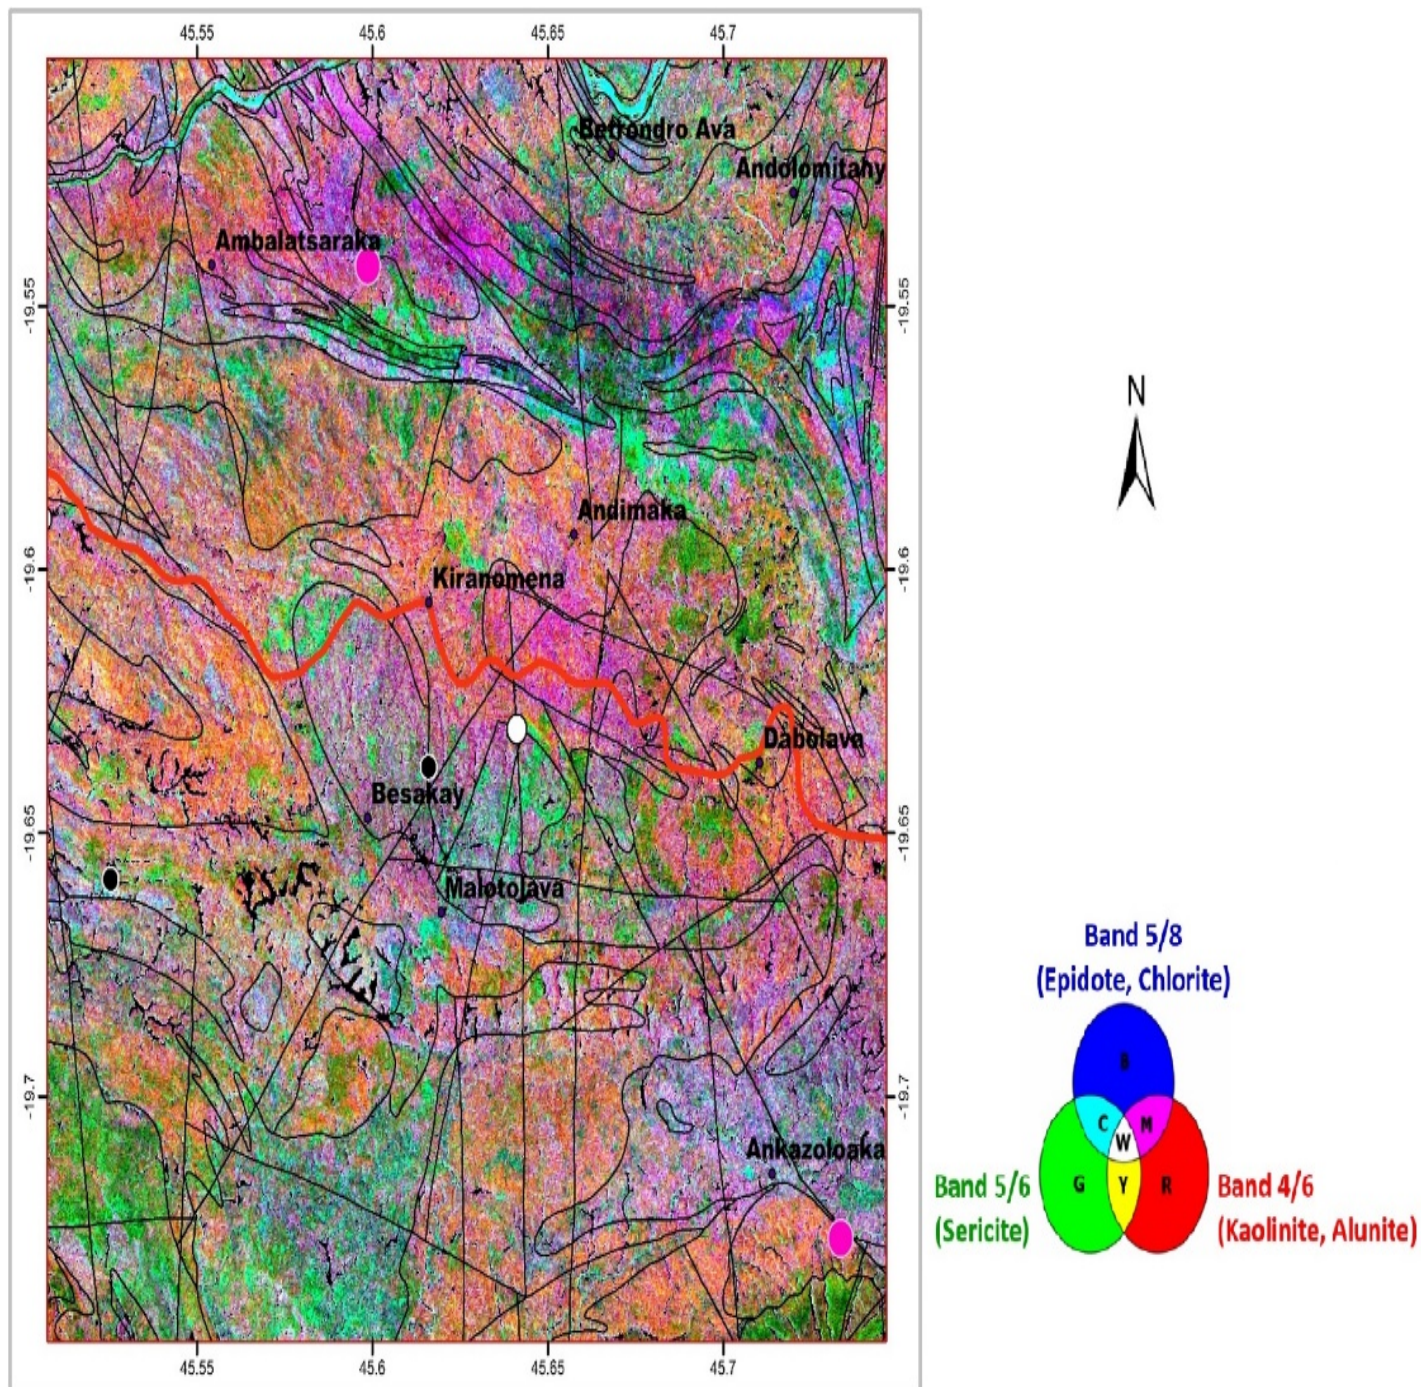 45.55 45.6 45.65 45.7
Betrondro Ava
Andolomitahy
Ambalatsaraka
-19.55 -19.55
N
Andimaka
-19.6 -19.6
Kiranomena
Dabolava
Besakay
-19.65 -19.65
Malotojava
Band 5/8
(Epidote, Chlorite)
B
-19.7 -19.7
C M
W
Ankazoloaka
G Y R
Band 5/6
(Sericite)
Band 4/6
(Kaolinite, Alunite)
45.55 45.6 45.65 45.7